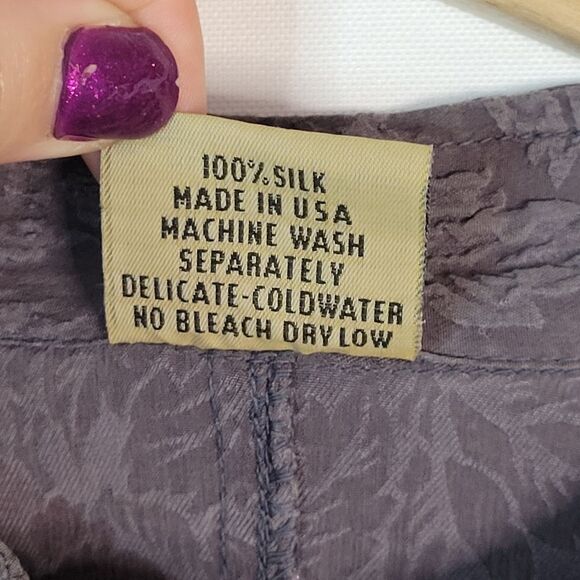 100% SILK
MADE IN USA
MACHINE WASH
SEPARATELY
DELICATE-COLDWATER
NO BLEACH DRY LOW